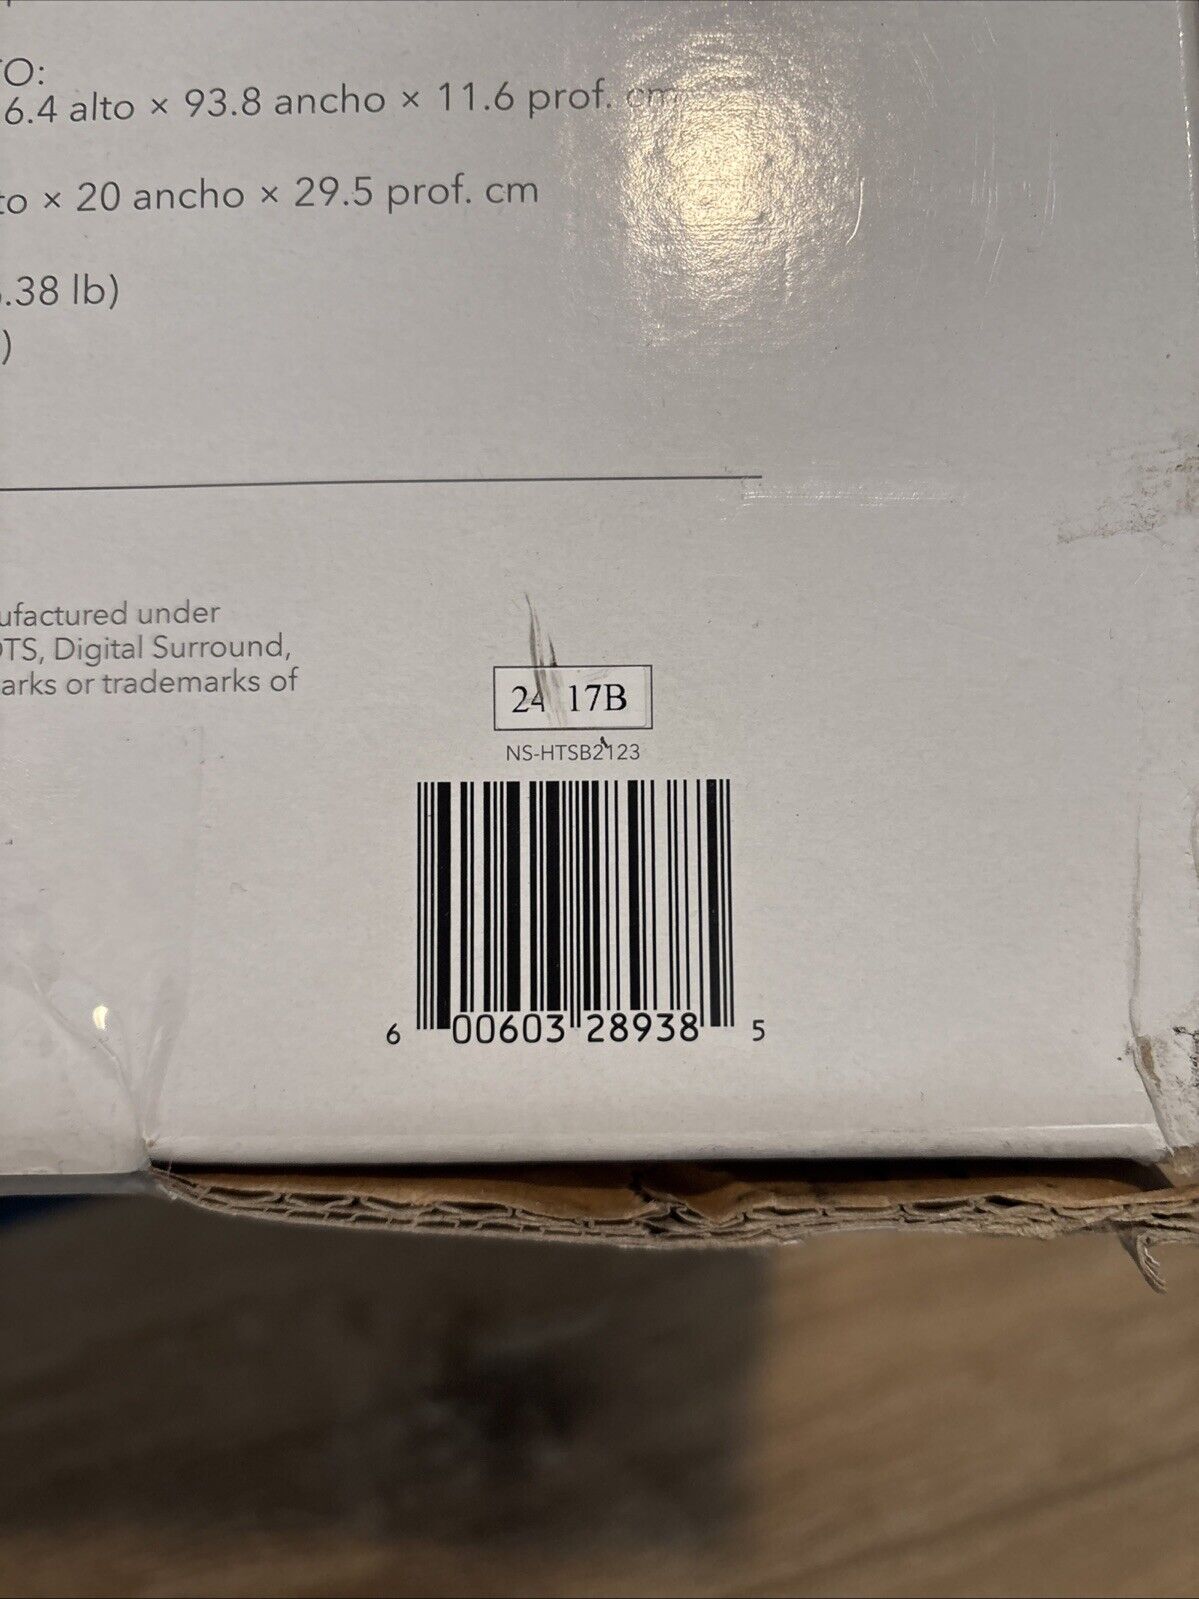 O:
6.4 alto × 93.8 ancho × 11.6 prof. cm
to × 20 ancho × 29.5 prof. cm
.38 lb)
)
ufactured under
TS, Digital Surround,
arks or trademarks of
24 17B
NS-HTSB2123
6 00603 28938 5